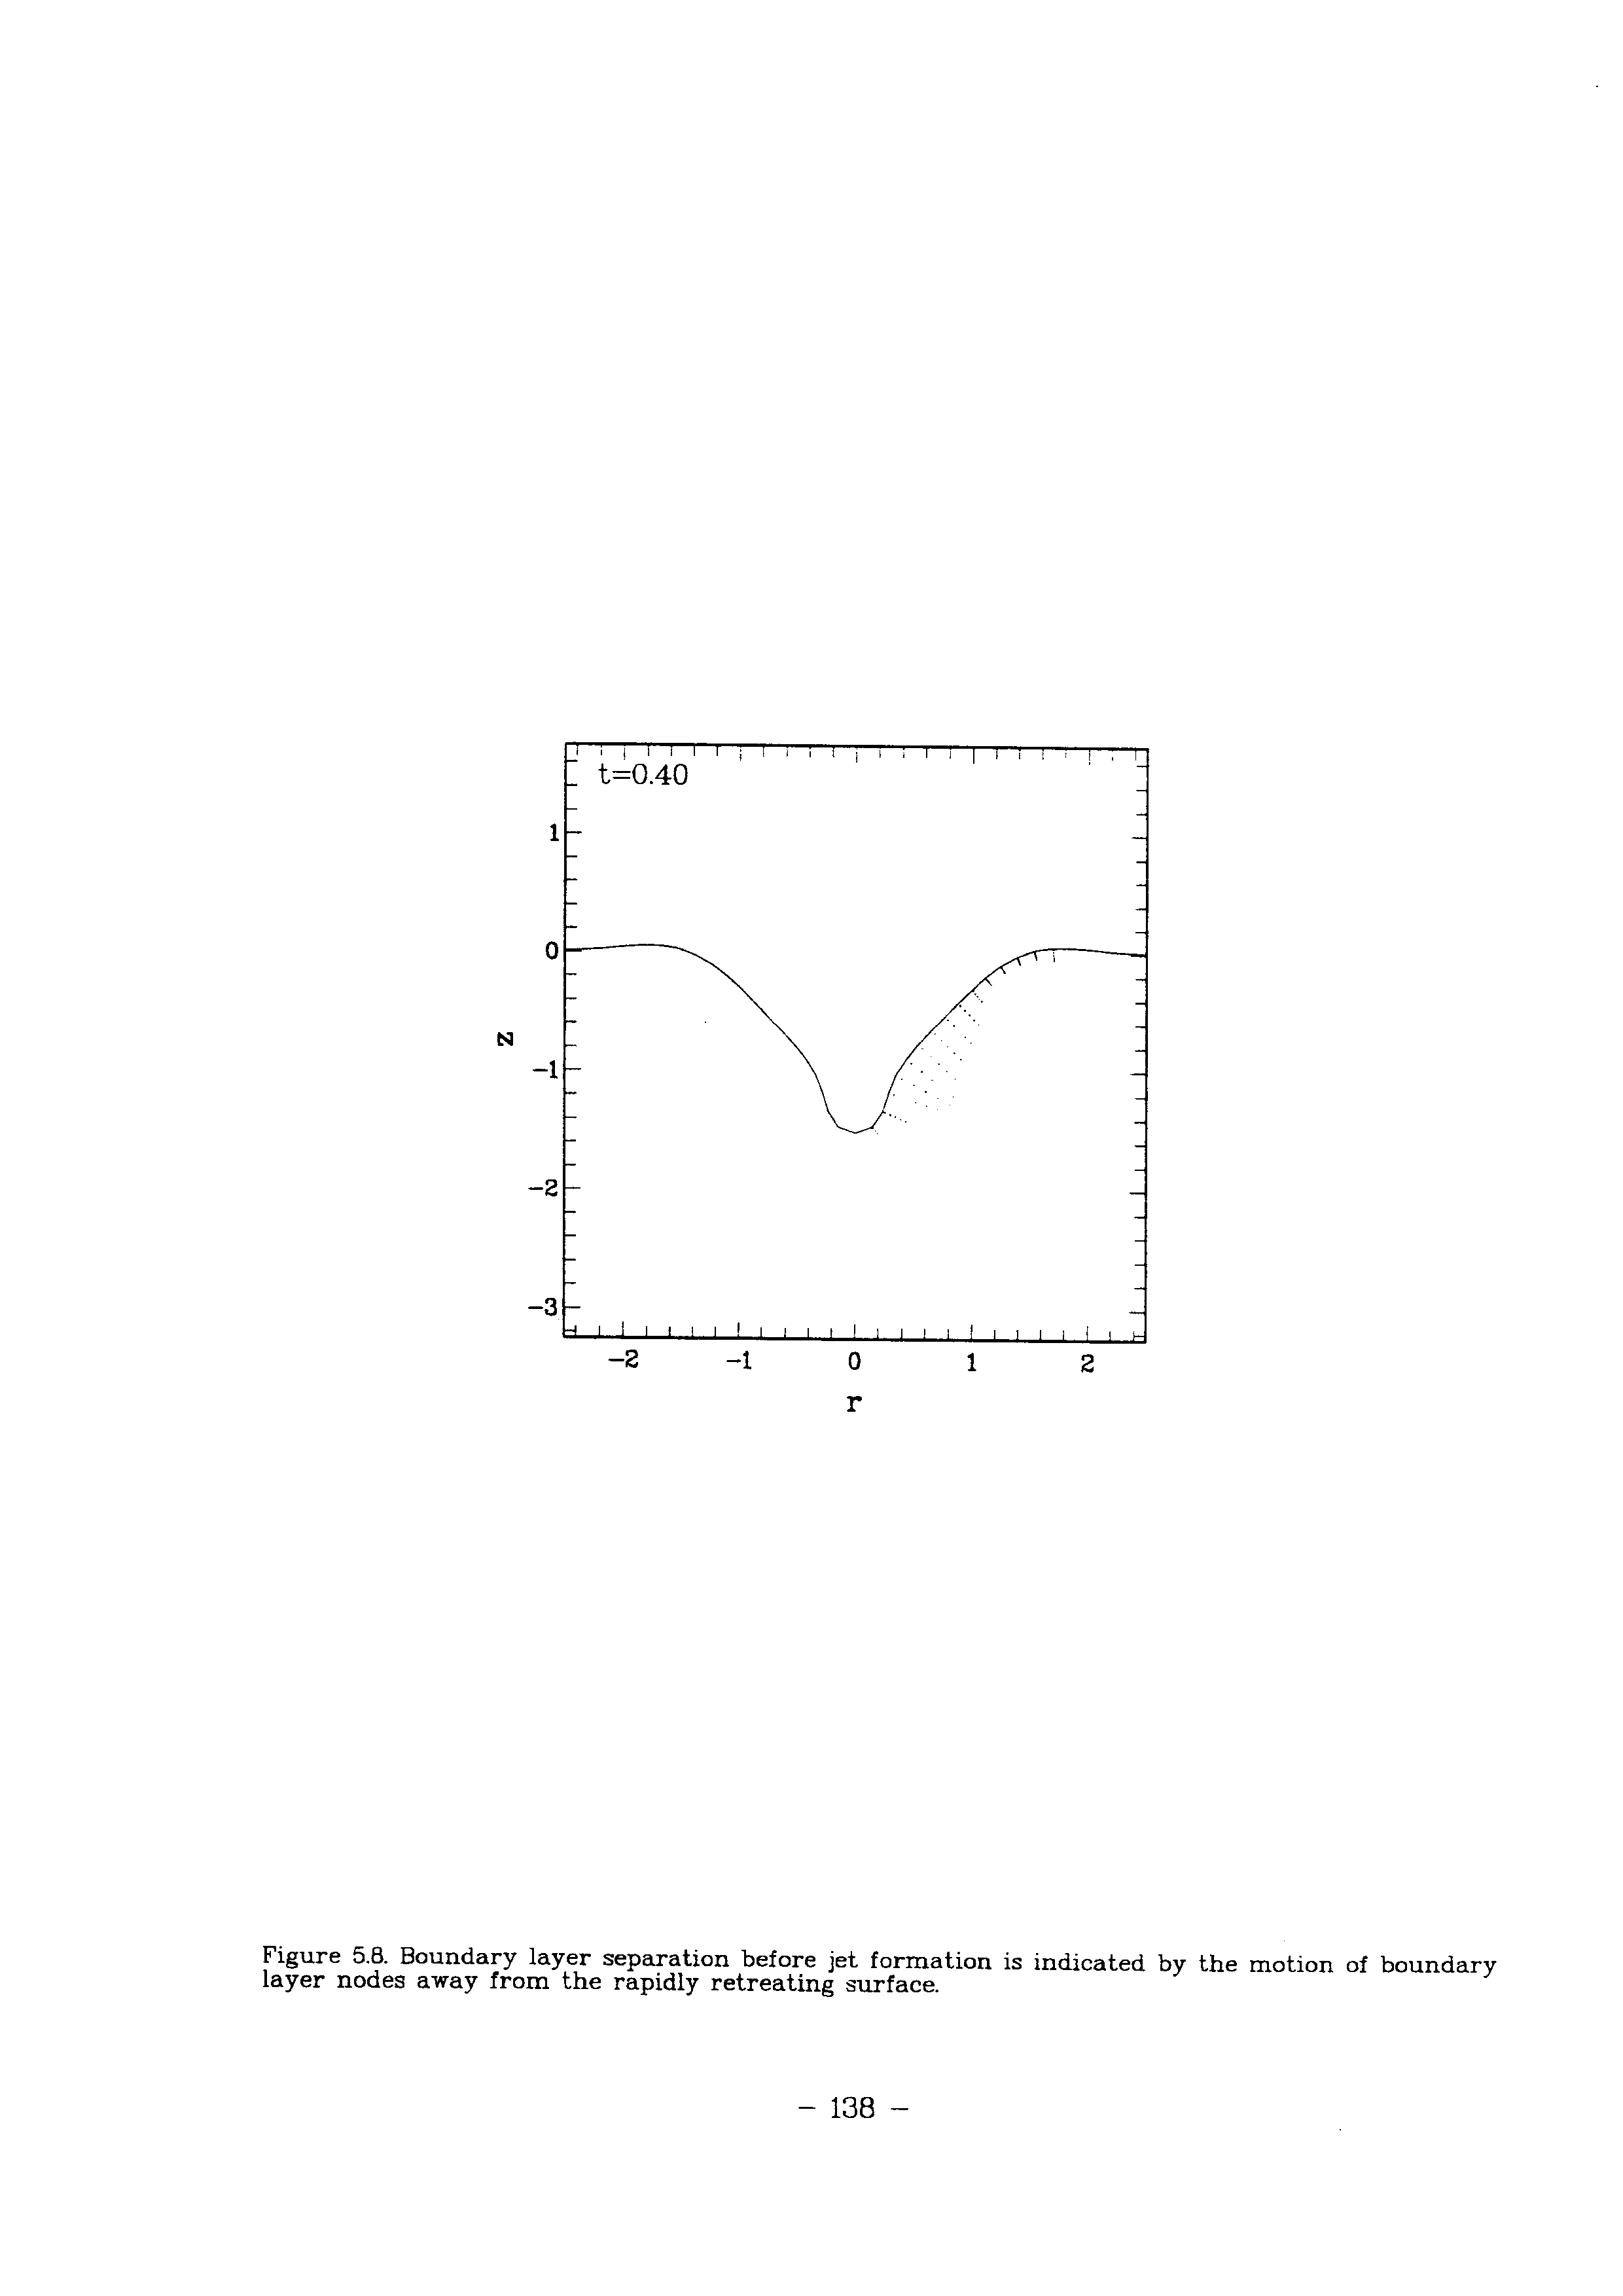 t=0.40
1
0
z
-1
-2
-3
-2 -1 0 1 2
r
Figure 5.8. Boundary layer separation before jet formation is indicated by the motion of boundary
layer nodes away from the rapidly retreating surface.
- 138 -